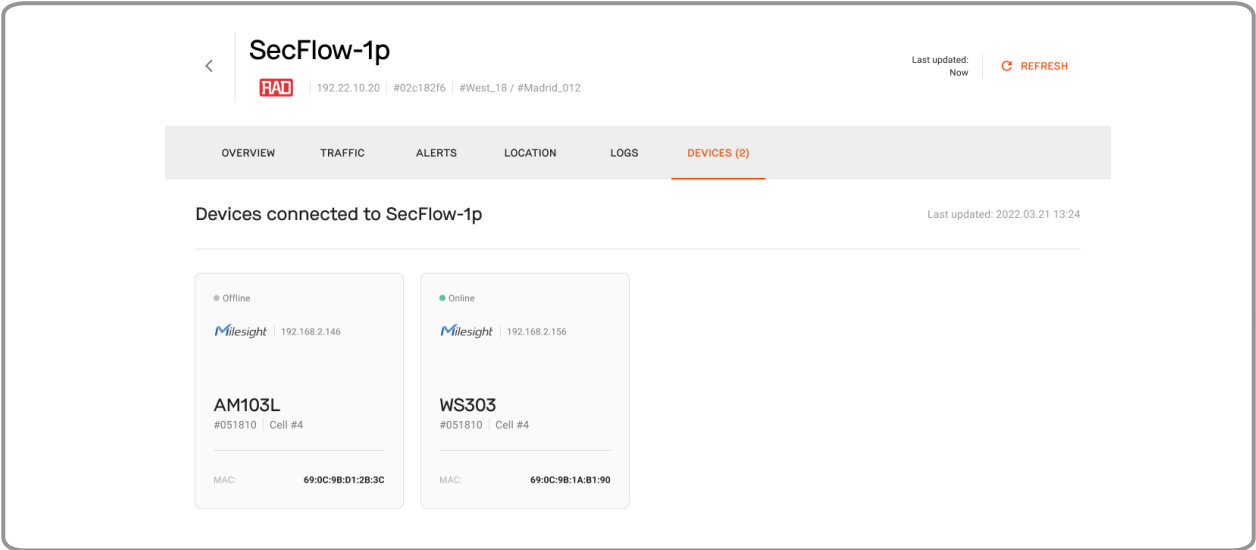 SecFlow-1p
RAD 192.22.10.20 #02c182f6 #West_18 / #Madrid_012
Last updated:
Now
REFRESH
OVERVIEW TRAFFIC ALERTS LOCATION LOGS DEVICES (2)
Devices connected to SecFlow-1p
Last updated: 2022.03.21 13:24
Offline
Milesight 192.168.2.146
AM103L
#051810 Cell #4
MAC: 69:0C:9B:D1:2B:3C
Online
Milesight 192.168.2.156
WS303
#051810 Cell #4
MAC: 69:0C:9B:1A:B1:90